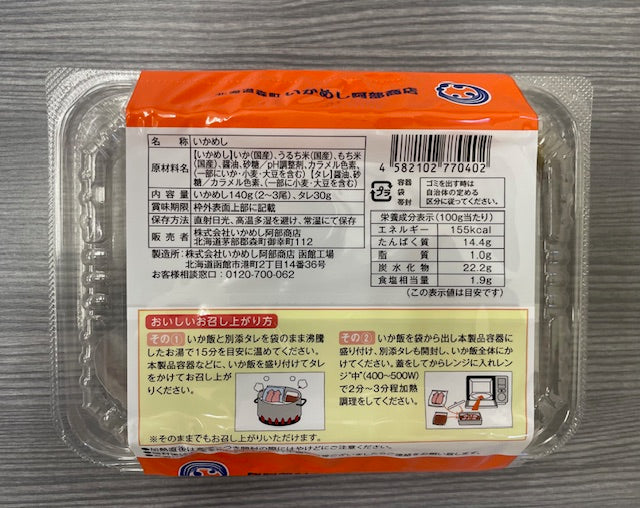 北海道森町 いかめし阿部商店
名 称 いかめし
原材料名 【いかめし】いか(国産)、うるち米(国産)、もち米
(国産)、醤油、砂糖/pH調整剤、カラメル色素、
(一部にいか・小麦・大豆を含む)【タレ】醤油、砂
糖/カラメル色素、(一部に小麦・大豆を含む)
内 容 量 いかめし140g(2~3尾)、タレ30g
賞味期限 枠外表面上部に記載
保存方法 直射日光、高温多湿を避け、常温にて保存
販 売 者 株式会社いかめし阿部商店
北海道茅部郡森町御幸町112
製造所:株式会社いかめし阿部商店 函館工場
北海道函館市港町2丁目14番36号
お客様相談窓口:0120-700-062
4 582102 770402
プラ
容器
袋
帯封
ゴミを出す時は
自治体の定める
区分に従ってください。
栄養成分表示(100g当たり)
エネルギー 155kcal
たんぱく質 14.4g
脂 質 1.0g
炭水化物 22.2g
食塩相当量 1.9g
(この表示値は目安です)
おいしいお召し上がり方
その① いか飯と別添タレを袋のまま沸騰
したお湯で15分を目安に温めてください。
本製品容器などに、いか飯を盛り付けてタレ
をかけてお召し上が
りください。
その② いか飯を袋から出し本製品容器に
盛り付け、別添タレも開封し、いか飯全体にか
けてください。蓋をしてからレンジに入れレン
ジ"中"(400~500W)
で2分~3分程加熱
調理をしてください。
※そのままでもお召し上がりいただけます。